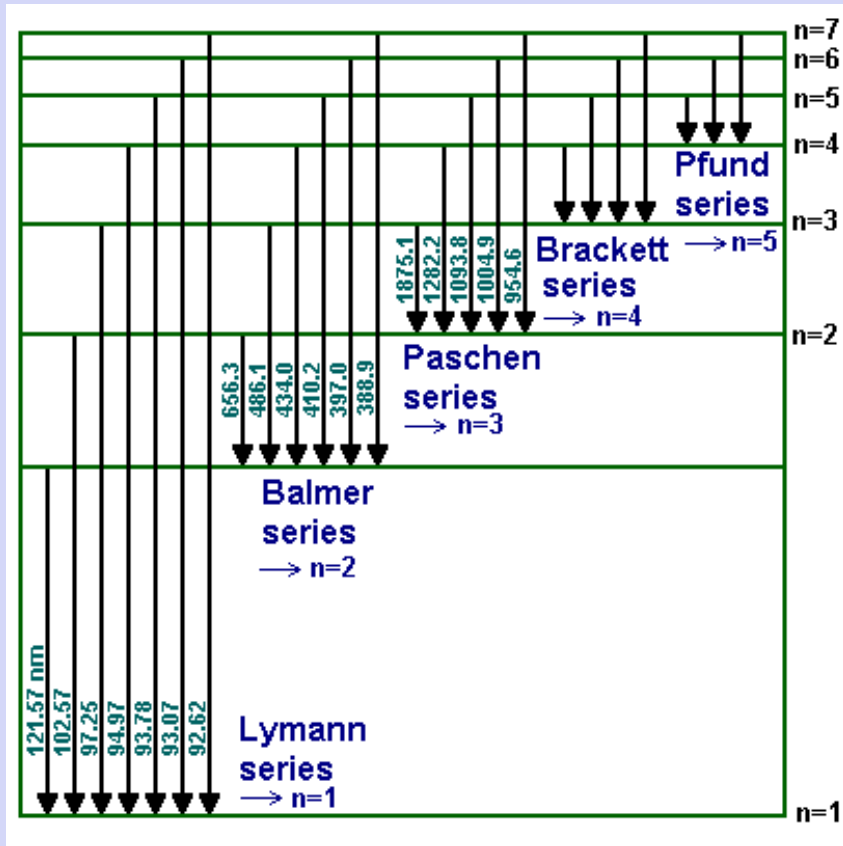 n=7
n=6
n=5
n=4
Pfund
series
n=3
→ n=5
1875.1
1282.2
1093.8
1004.9
954.6
Brackett
series
→ n=4
n=2
656.3
486.1
434.0
410.2
397.0
388.9
Paschen
series
→ n=3
Balmer
series
→ n=2
121.57 nm
102.57
97.25
94.97
93.78
93.07
92.62
Lymann
series
→ n=1
n=1